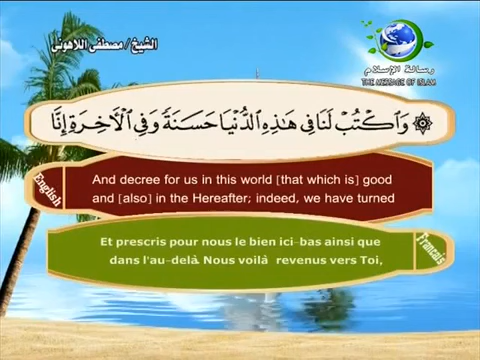 الشيخ / مصطفى اللاهونى
رسالة الإسلام
THE MESSAGE OF ISLAM
۞ وَاكْتُبْ لَنَا فِي هَٰذِهِ الدُّنْيَا حَسَنَةً وَفِي الْآخِرَةِ إِنَّا
English
And decree for us in this world [that which is] good
and [also] in the Hereafter; indeed, we have turned
Et prescris pour nous le bien ici-bas ainsi que
dans l'au-delà. Nous voilà revenus vers Toi,
Francais